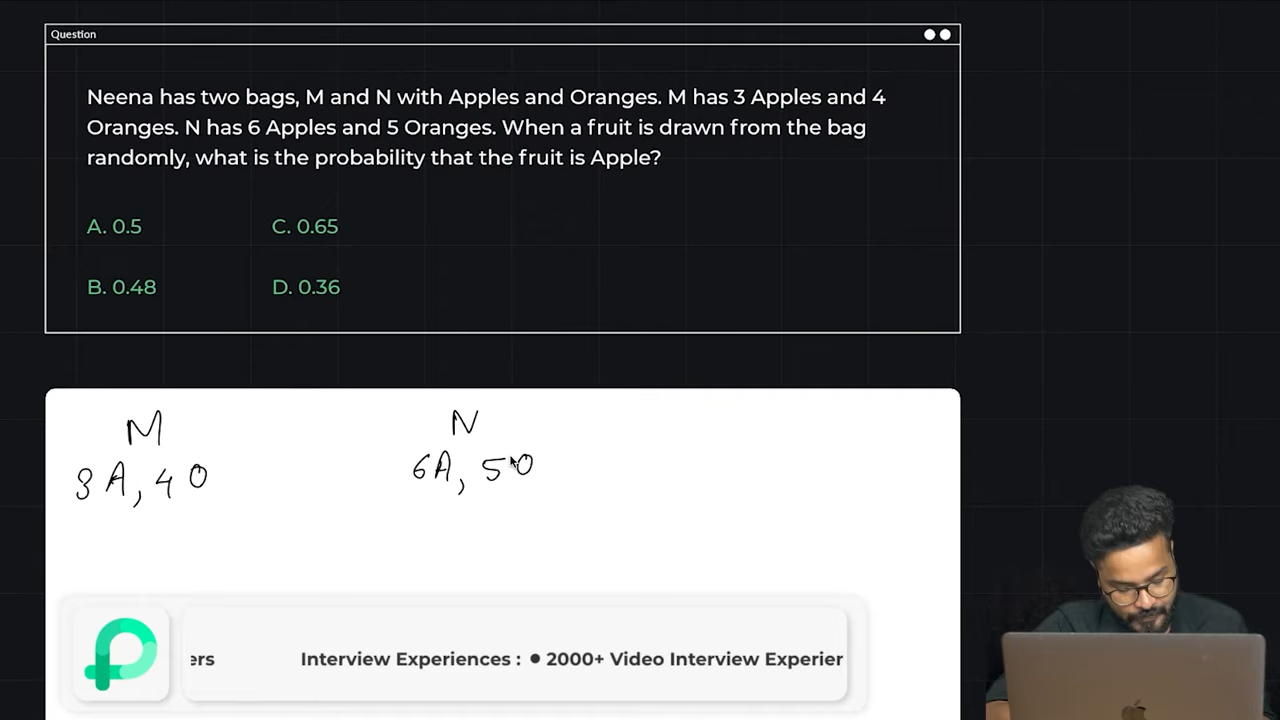 Question
Neena has two bags, M and N with Apples and Oranges. M has 3 Apples and 4
Oranges. N has 6 Apples and 5 Oranges. When a fruit is drawn from the bag
randomly, what is the probability that the fruit is Apple?
A. 0.5 C. 0.65
B. 0.48 D. 0.36
M N
3 A, 4 O 6A, 5 O
ers Interview Experiences : ● 2000+ Video Interview Experier